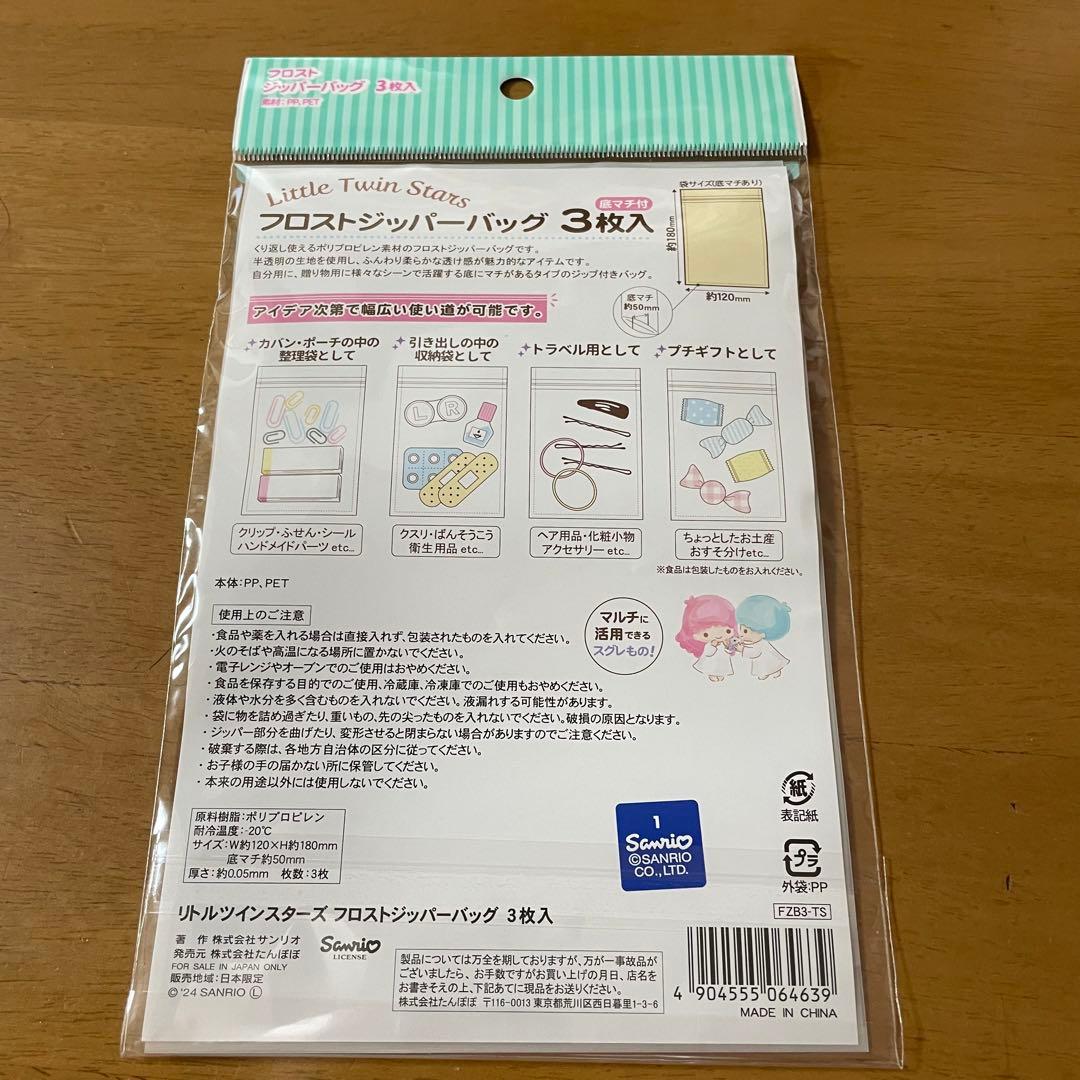 フロスト
ジッパーバッグ 3枚入
素材：PP、PET
Little Twin Stars
フロストジッパーバッグ 3枚入
底マチ付
くり返し使えるポリプロピレン素材のフロストジッパーバッグです。
半透明の生地を使用し、ふんわり柔らかな透け感が魅力的なアイテムです。
自分用に、贈り物用に様々なシーンで活躍する底にマチがあるタイプのジップ付きバッグ。
袋サイズ(底マチあり)
約180mm
約120mm
底マチ
約50mm
アイデア次第で幅広い使い道が可能です。
カバン・ポーチの中の
整理袋として
クリップ・ふせん・シール
ハンドメイドパーツ etc...
引き出しの中の
収納袋として
L R
クスリ・ばんそうこう
衛生用品 etc...
トラベル用として
ヘア用品・化粧小物
アクセサリー etc...
プチギフトとして
ちょっとしたお土産
おすそ分けetc...
※食品は包装したものをお入れください。
本体：PP、PET
使用上のご注意
・食品や薬を入れる場合は直接入れず、包装されたものを入れてください。
・火のそばや高温になる場所に置かないでください。
・電子レンジやオーブンでのご使用はおやめください。
・食品を保存する目的でのご使用、冷蔵庫、冷凍庫でのご使用もおやめください。
・液体や水分を多く含むものを入れないでください。液漏れする可能性があります。
・袋に物を詰め過ぎたり、重いもの、先の尖ったものを入れないでください。破損の原因となります。
・ジッパー部分を曲げたり、変形させると閉まらない場合がありますのでご注意ください。
・破棄する際は、各地方自治体の区分に従ってください。
・お子様の手の届かない所に保管してください。
・本来の用途以外には使用しないでください。
マルチに
活用できる
スグレもの！
原料樹脂：ポリプロピレン
耐冷温度：-20℃
サイズ：W約120×H約180mm
底マチ約50mm
厚さ：約0.05mm 枚数：3枚
1
Sanrio
©SANRIO
CO.,LTD.
紙
表記紙
プラ
外袋：PP
リトルツインスターズ フロストジッパーバッグ 3枚入
FZB3-TS
著 作 株式会社サンリオ
発売元 株式会社たんぽぽ
FOR SALE IN JAPAN ONLY
販売地域：日本限定
©'24 SANRIO Ⓛ
Sanrio
LICENSE
製品については万全を期しておりますが、万が一事故品が
ございましたら、お手数ですがお買い上げの月日、店名を
お書きそえの上、下記あてに現品をお送りください。
株式会社たんぽぽ 〒116-0013 東京都荒川区西日暮里1-3-6
4 904555 064639
MADE IN CHINA